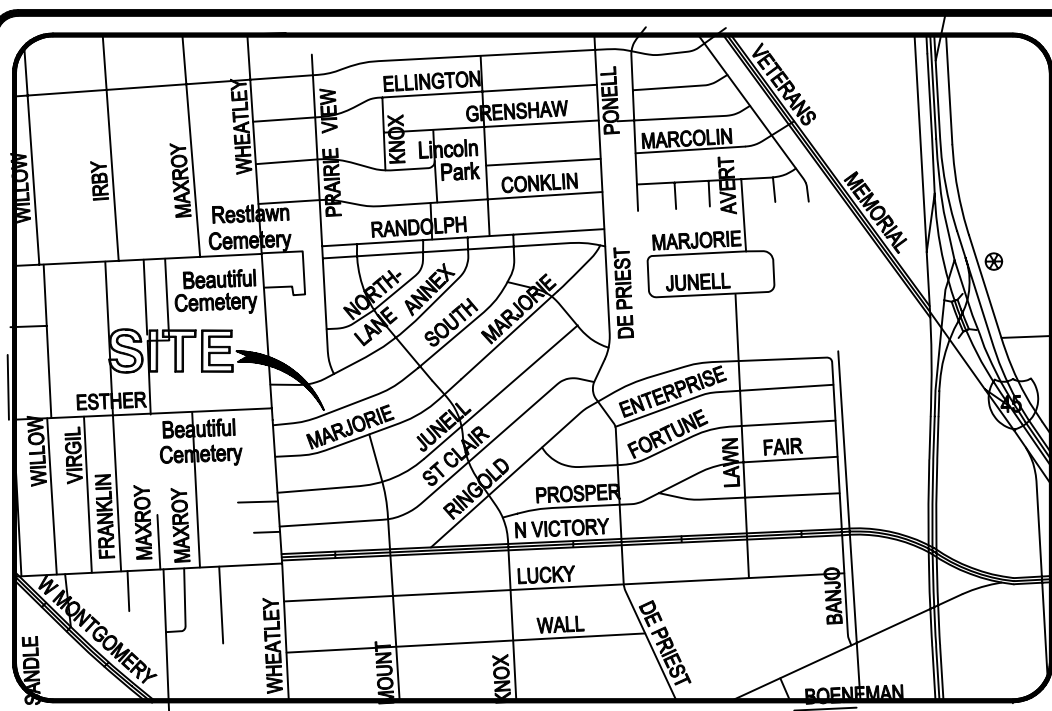 ELLINGTON
GRENSHAW
WHEATLEY
PRAIRIE VIEW
KNOX
Lincoln
Park
PONELL
VETERANS
MARCOLIN
WILLOW
IRBY
MAXROY
CONKLIN
AVERT
MEMORIAL
Restlawn
Cemetery
RANDOLPH
MARJORIE
JUNELL
Beautiful
Cemetery
NORTH-
LANE ANNEX
SOUTH
MARJORIE
DE PRIEST
SITE
ESTHER
MARJORIE
ENTERPRISE
45
WILLOW
VIRGIL
Beautiful
Cemetery
JUNELL
ST CLAIR
RINGOLD
FORTUNE
LAWN
FAIR
FRANKLIN
MAXROY
MAXROY
PROSPER
N VICTORY
LUCKY
W MONTGOMERY
WALL
BANJO
SANDLE
WHEATLEY
MOUNT
KNOX
DE PRIEST
BOENEMAN